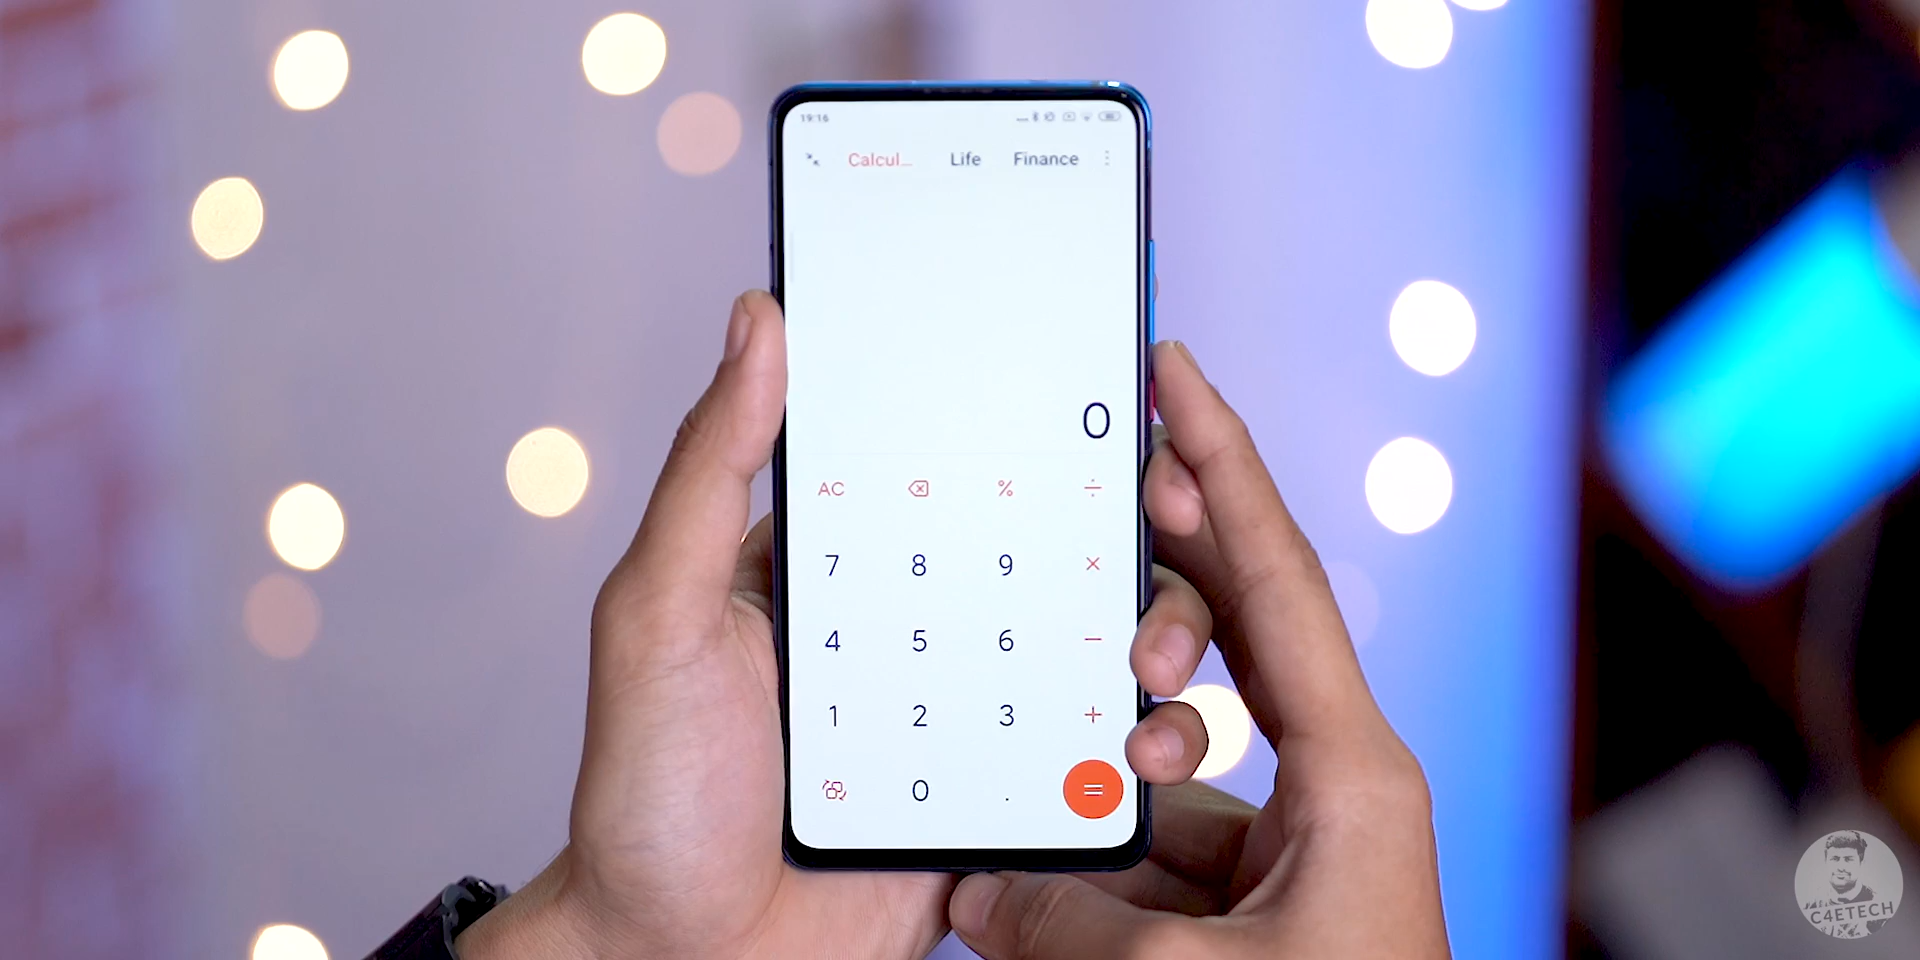 19:16
Calcul... Life Finance
0
AC % ÷
7 8 9 ×
4 5 6 −
1 2 3 +
0 . =
C4ETECH